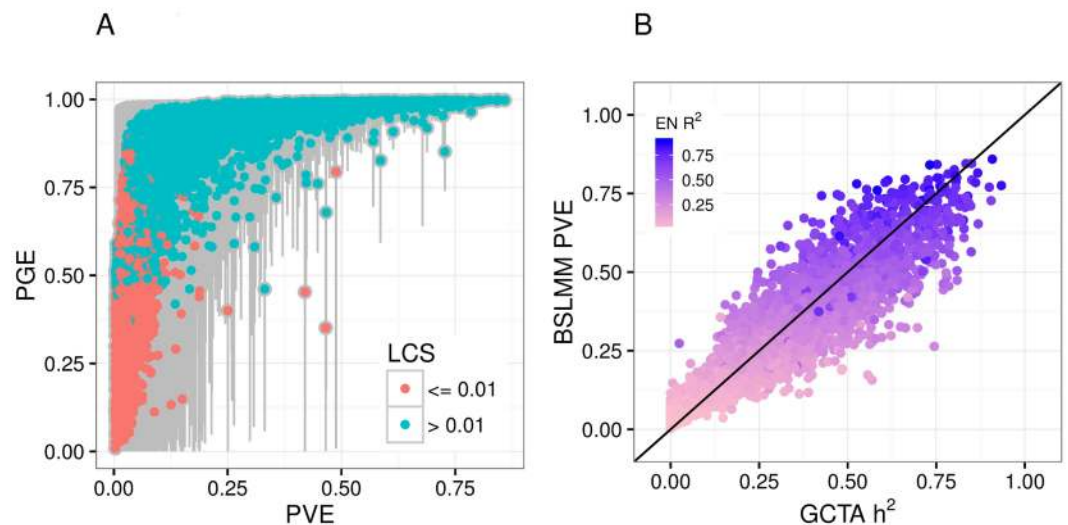 A
1.00
0.75
0.50
0.25
0.00
PGE
0.00 0.25 0.50 0.75
PVE
LCS
<= 0.01
> 0.01
B
1.00
0.75
0.50
0.25
0.00
BSLMM PVE
EN R²
0.75
0.50
0.25
0.00 0.25 0.50 0.75 1.00
GCTA h²